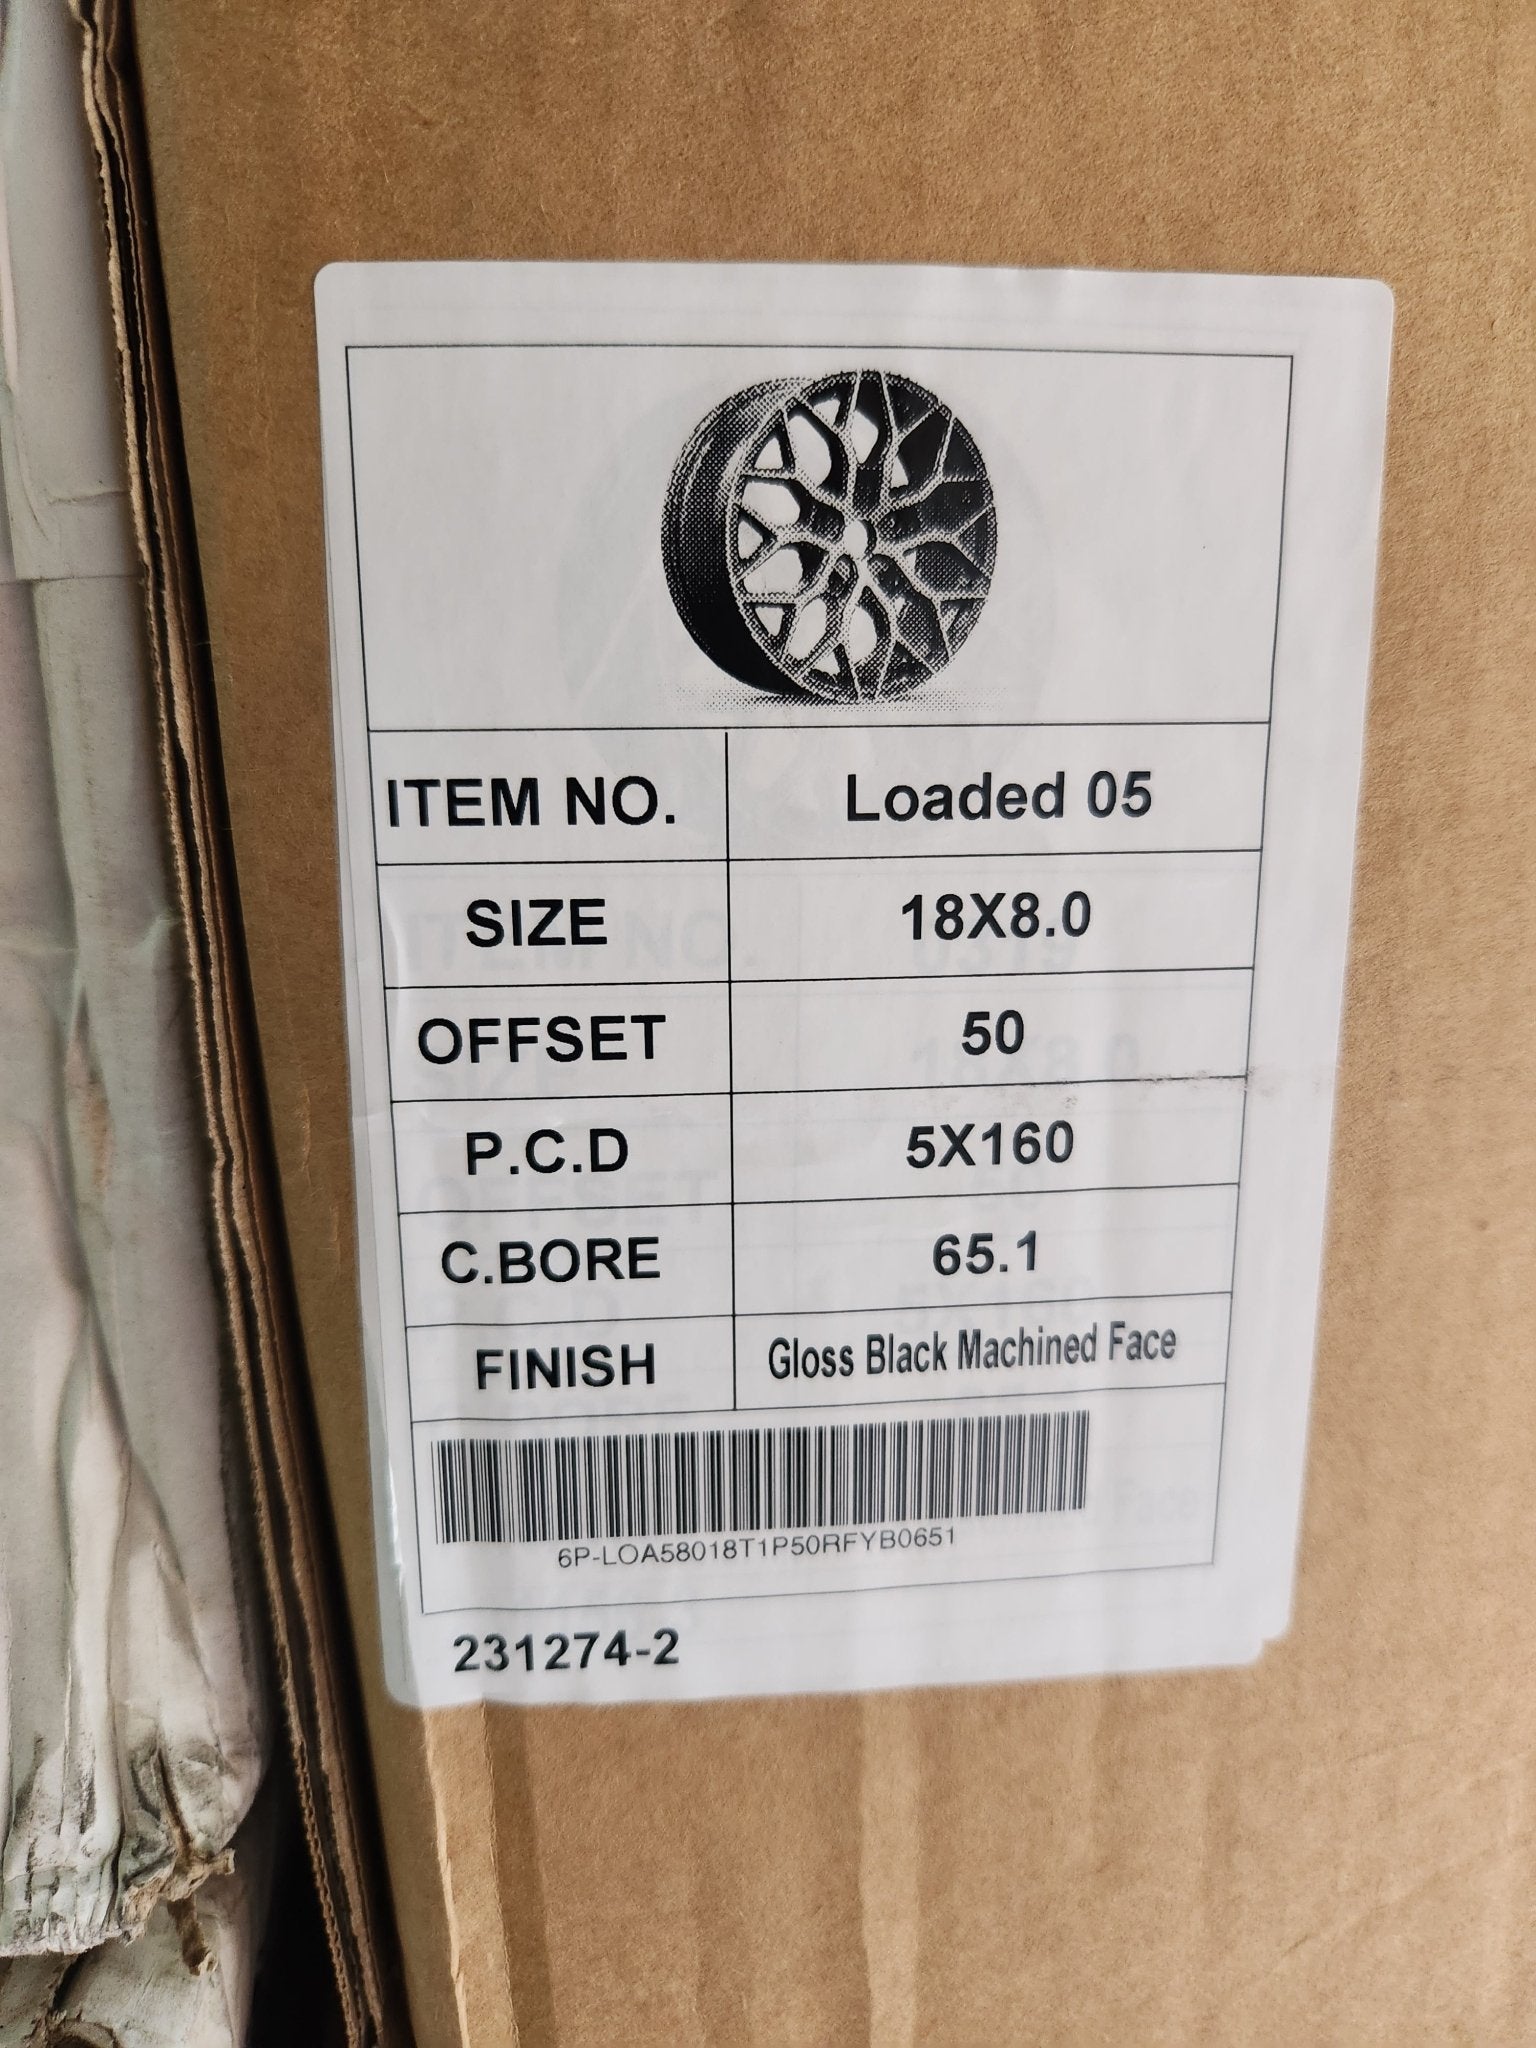 ITEM NO. Loaded 05
SIZE 18X8.0
OFFSET 50
P.C.D 5X160
C.BORE 65.1
FINISH Gloss Black Machined Face
6P-LOA58018T1P50RFYB0651
231274-2